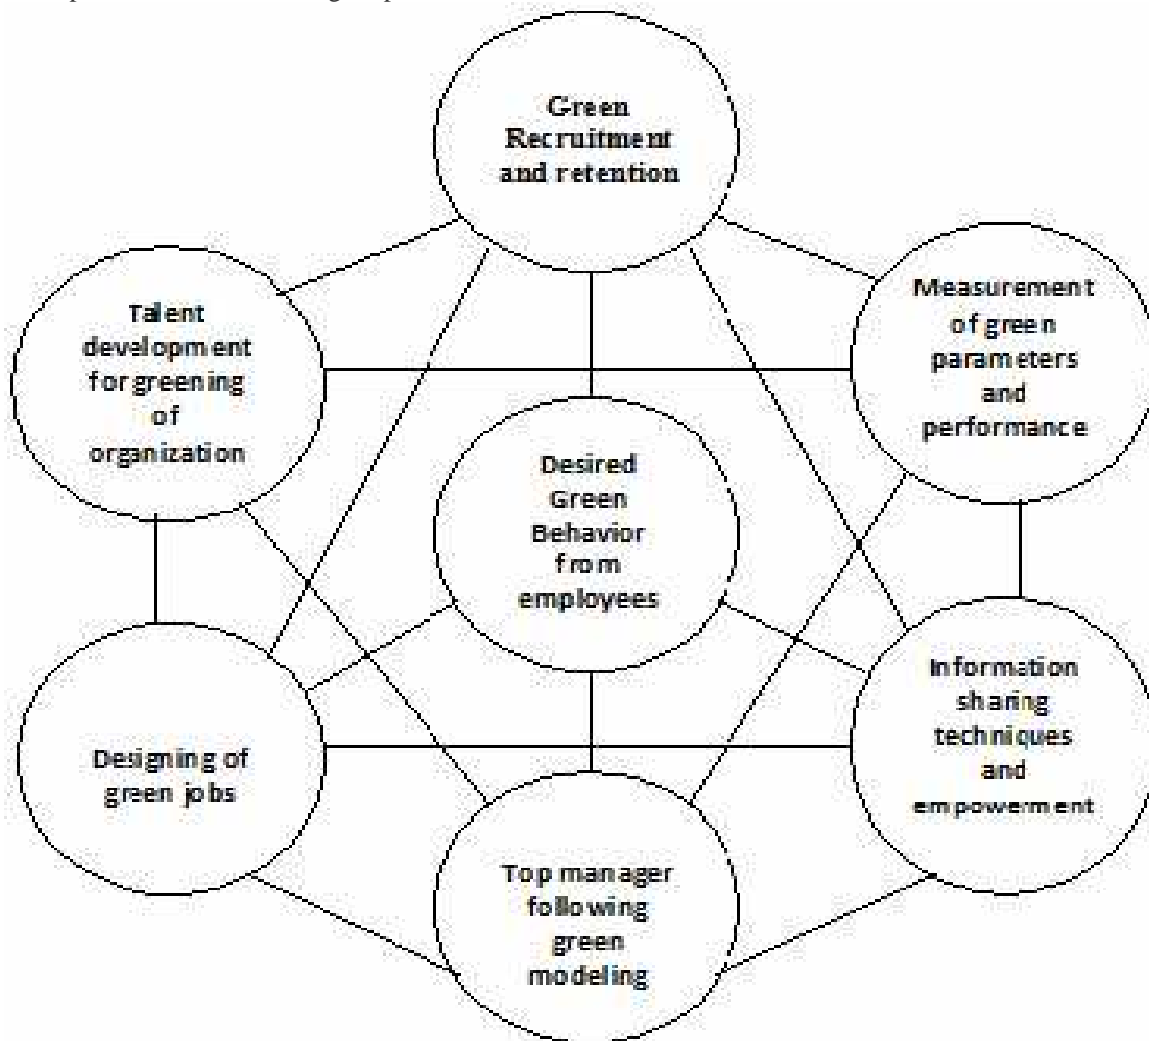 Green
Recruitment
and retention
Talent
development
for greening
of
organization
Measurement
of green
parameters
and
performance
Desired
Green
Behavior
from
employees
Designing of
green jobs
Information
sharing
techniques
and
empowerment
Top manager
following
green
modeling